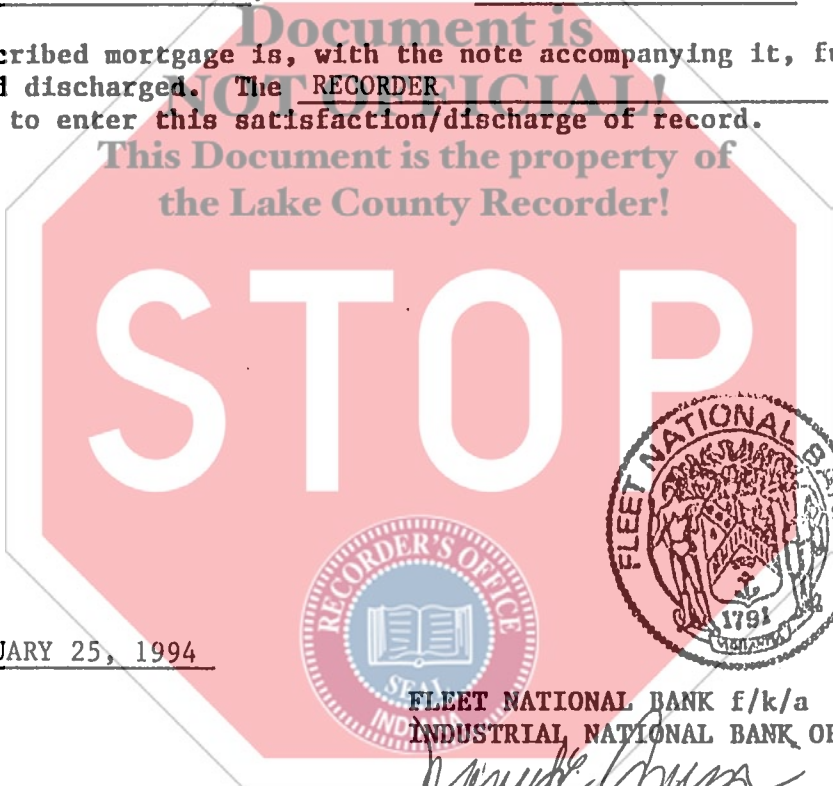 Document is
cribed mortgage is, with the note accompanying it, fu
d discharged. The RECORDER
NOT OFFICIAL!
to enter this satisfaction/discharge of record.
This Document is the property of
the Lake County Recorder!
STOP
FLEET NATIONAL B
1791
RECORDER'S OFFICE
SEAL
INDIANA
UARY 25, 1994
FLEET NATIONAL BANK f/k/a
INDUSTRIAL NATIONAL BANK OF